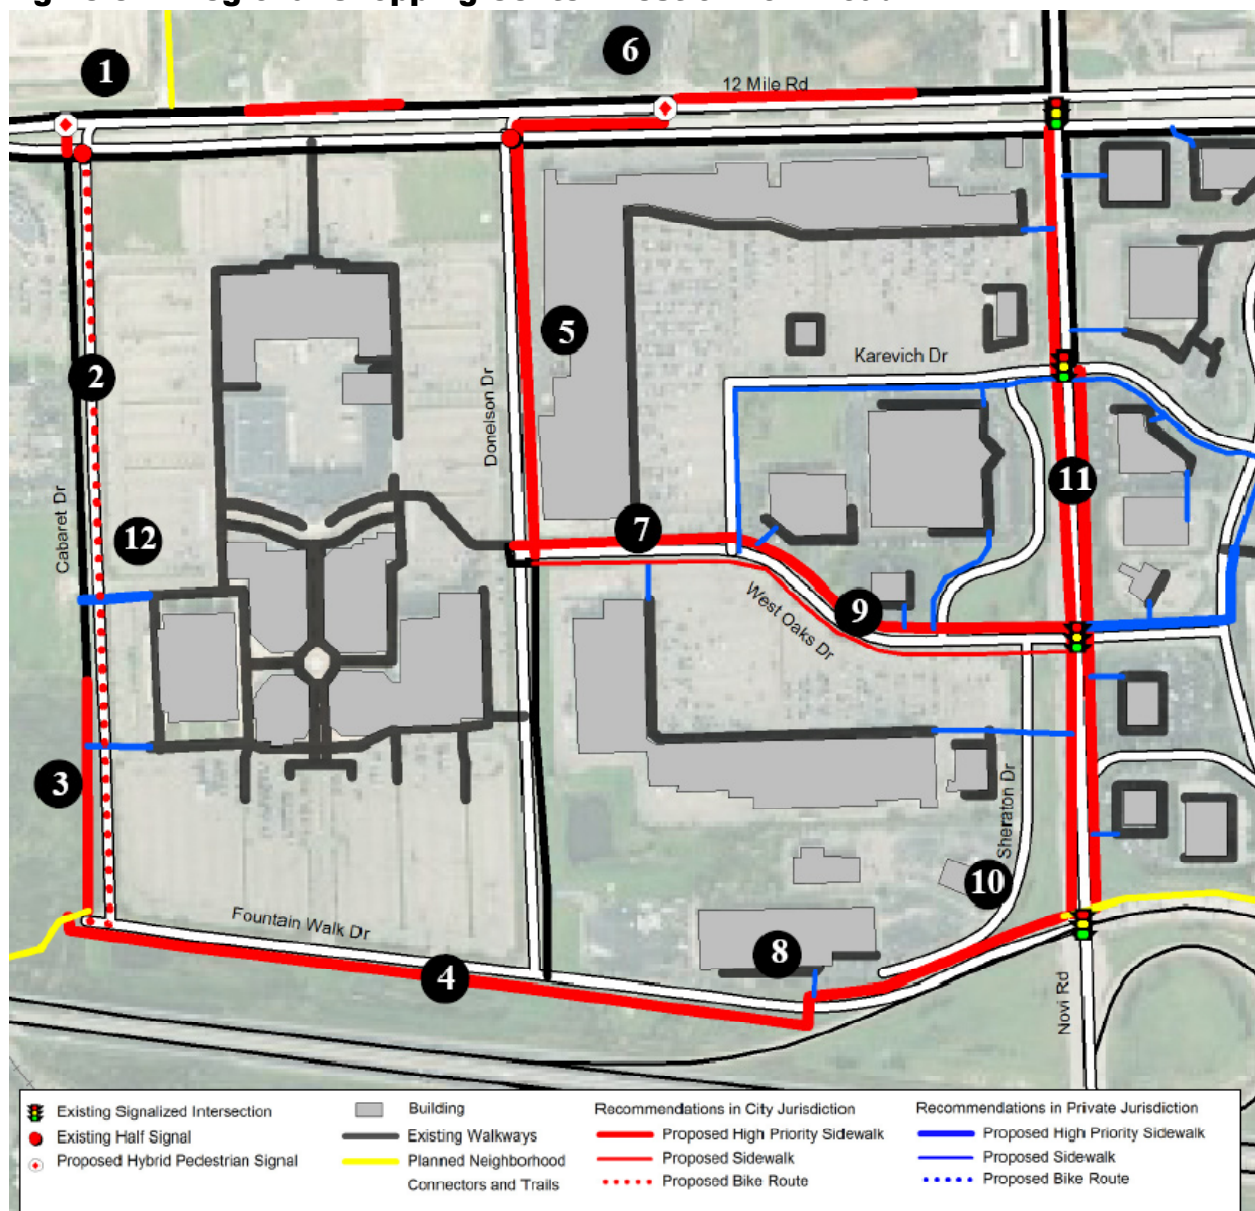 1
6
12 Mile Rd
2
5
Karevich Dr
Donelson Dr
11
Cabaret Dr
12
7
West Oaks Dr
9
3
Sheraton Dr
10
Fountain Walk Dr
8
4
Novi Rd
Existing Signalized Intersection
Existing Half Signal
Proposed Hybrid Pedestrian Signal
Building
Existing Walkways
Planned Neighborhood
Connectors and Trails
Recommendations in City Jurisdiction
Proposed High Priority Sidewalk
Proposed Sidewalk
Proposed Bike Route
Recommendations in Private Jurisdiction
Proposed High Priority Sidewalk
Proposed Sidewalk
Proposed Bike Route